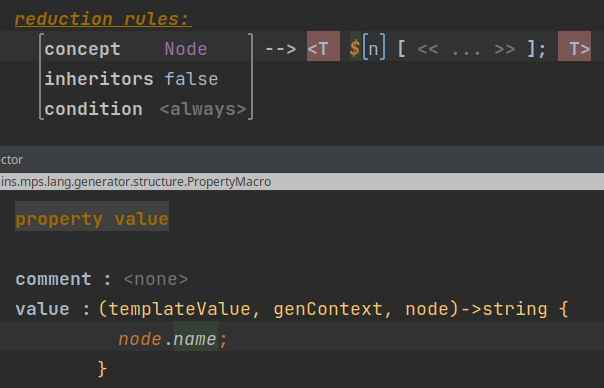 reduction rules:
concept Node --> <T $[n] [ << ... >> ]; T>
inheritors false
condition <always>
ctor
ins.mps.lang.generator.structure.PropertyMacro
property value
comment : <none>
value : (templateValue, genContext, node)->string {
node.name;
}